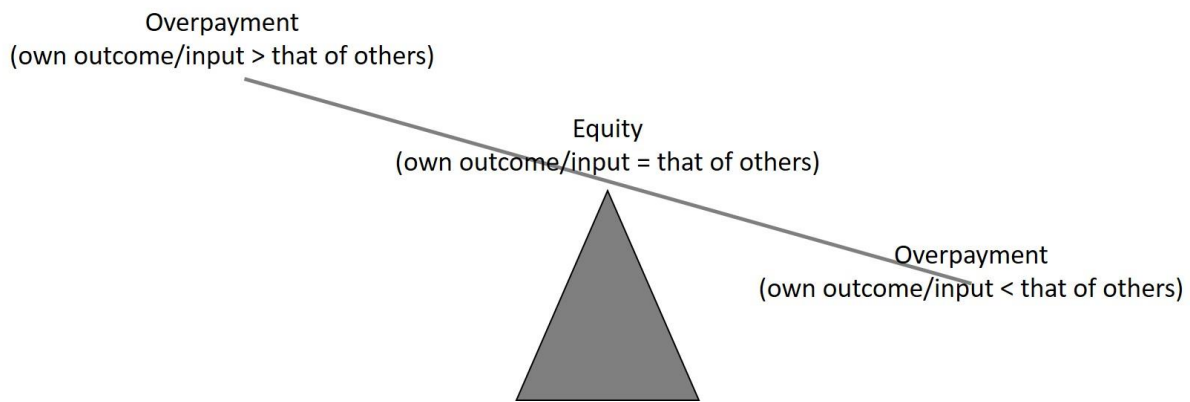 Overpayment
(own outcome/input > that of others)
Equity
(own outcome/input = that of others)
Overpayment
(own outcome/input < that of others)